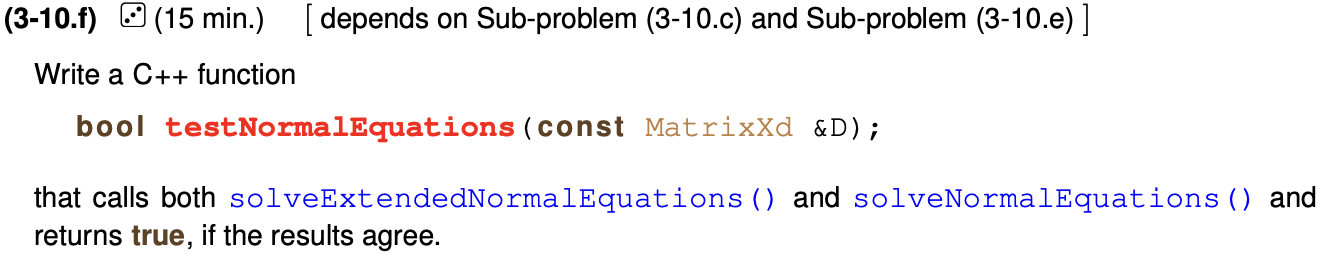 (3-10.f) (15 min.) [ depends on Sub-problem (3-10.c) and Sub-problem (3-10.e) ]
Write a C++ function
bool testNormalEquations(const MatrixXd &D);
that calls both solveExtendedNormalEquations() and solveNormalEquations() and
returns true, if the results agree.